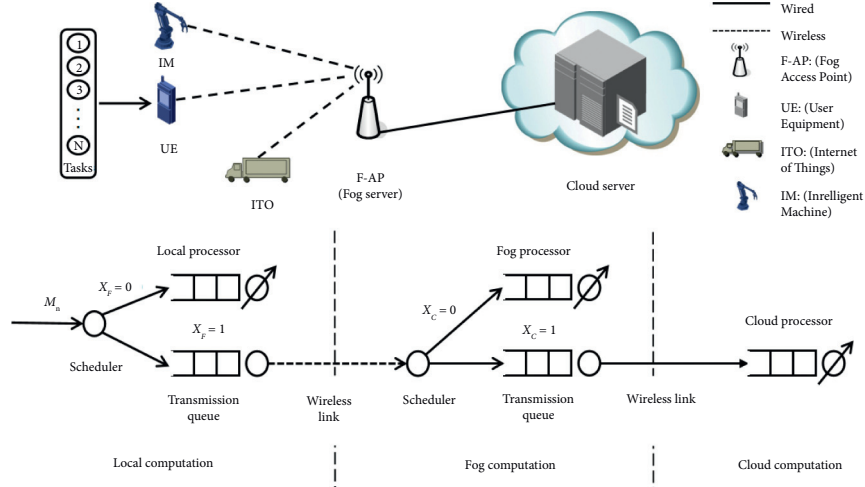 1
2
3
N
Tasks
IM
UE
ITO
F-AP
(Fog server)
Cloud server
Wired
Wireless
F-AP: (Fog
Access Point)
UE: (User
Equipment)
ITO: (Internet
of Things)
IM: (Inrelligent
Machine)
Local processor
Fog processor
Cloud processor
M_n
X_F = 0
X_F = 1
X_C = 0
X_C = 1
Scheduler
Transmission
queue
Wireless
link
Scheduler
Transmission
queue
Wireless link
Local computation
Fog computation
Cloud computation